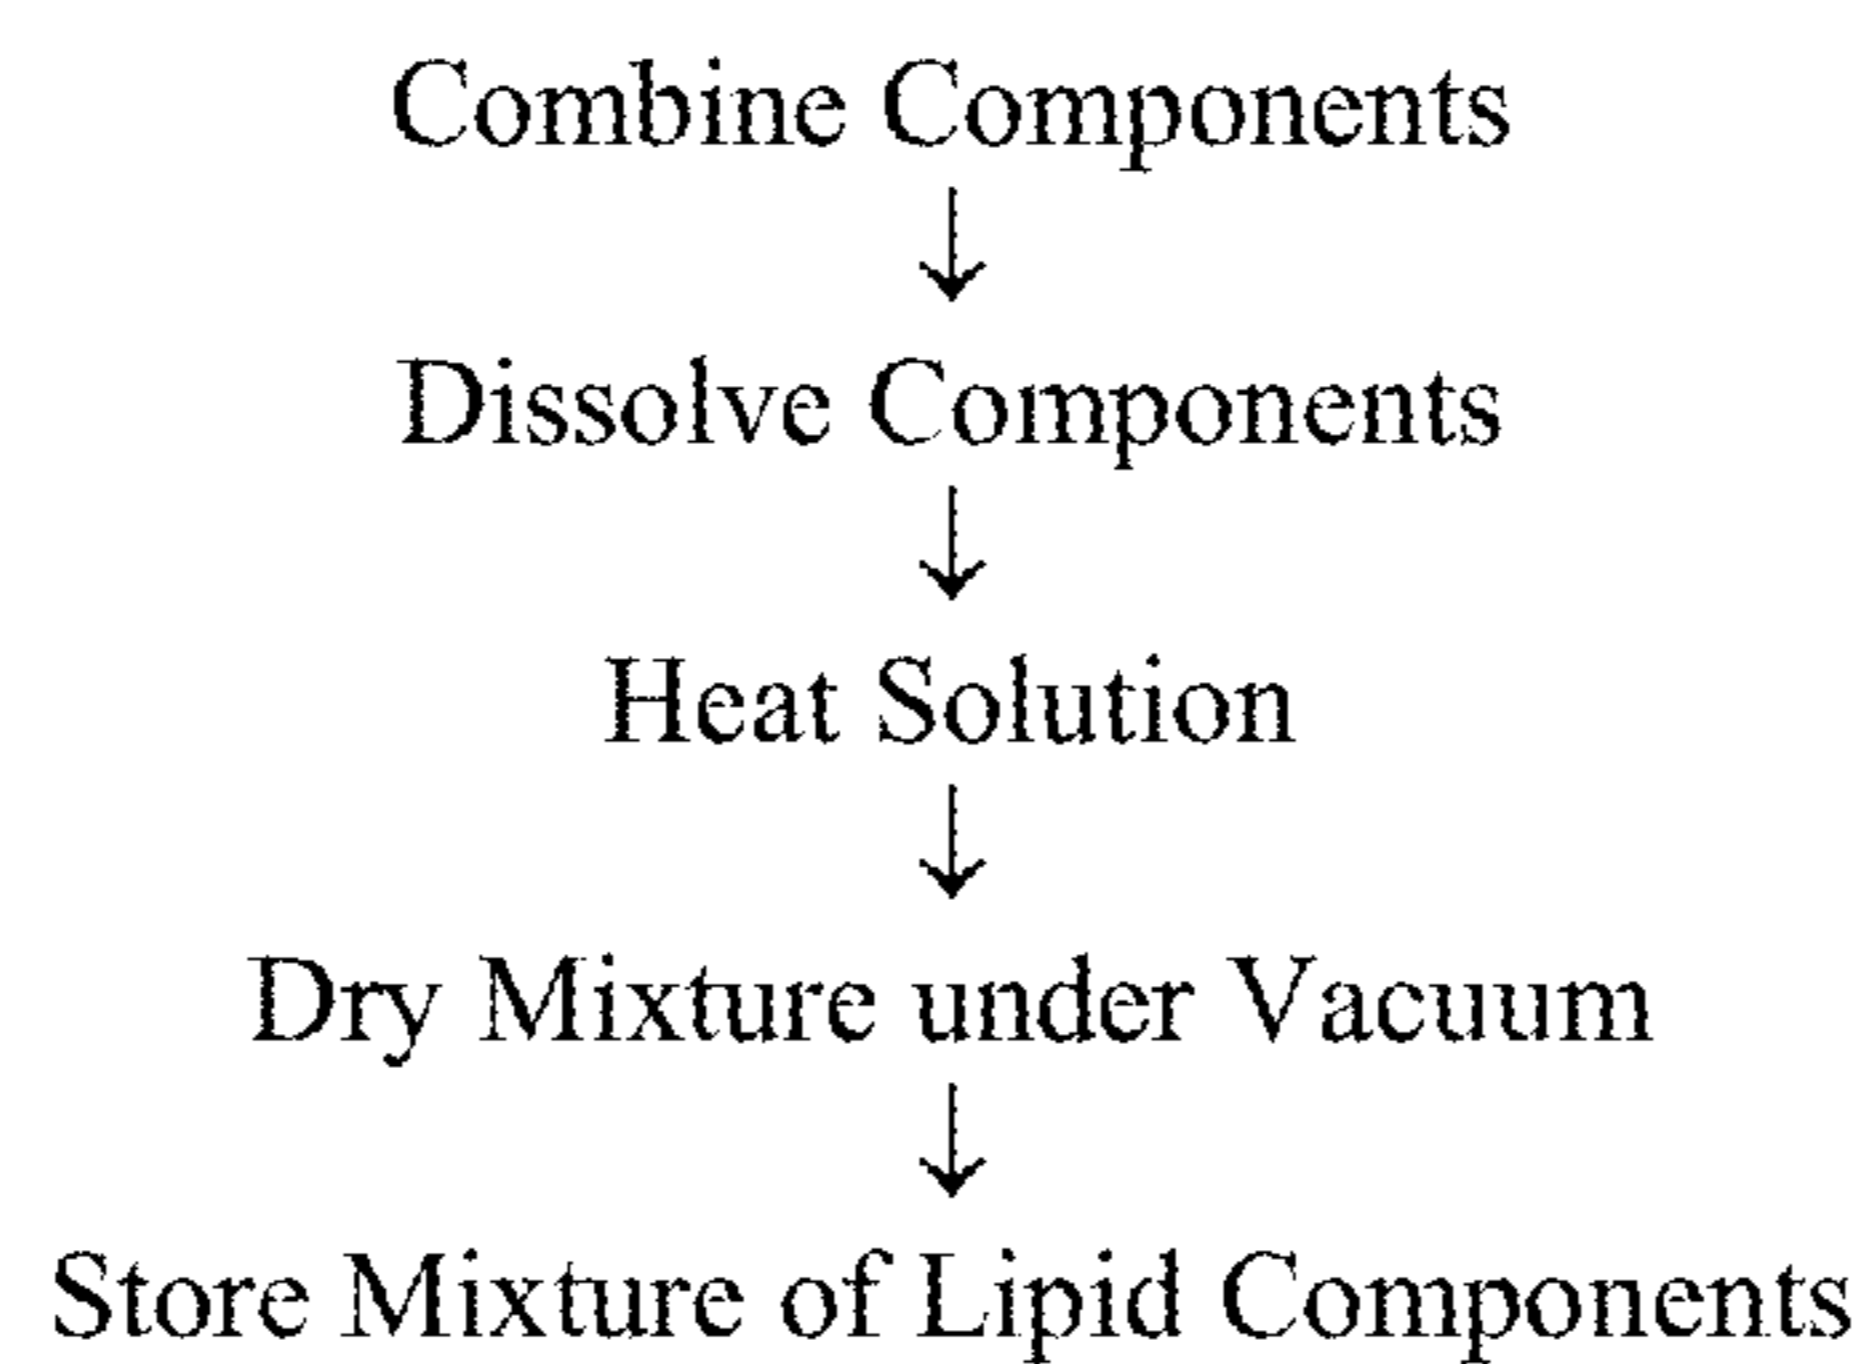 Combine Components
Dissolve Components
Heat Solution
Dry Mixture under Vacuum
Store Mixture of Lipid Components